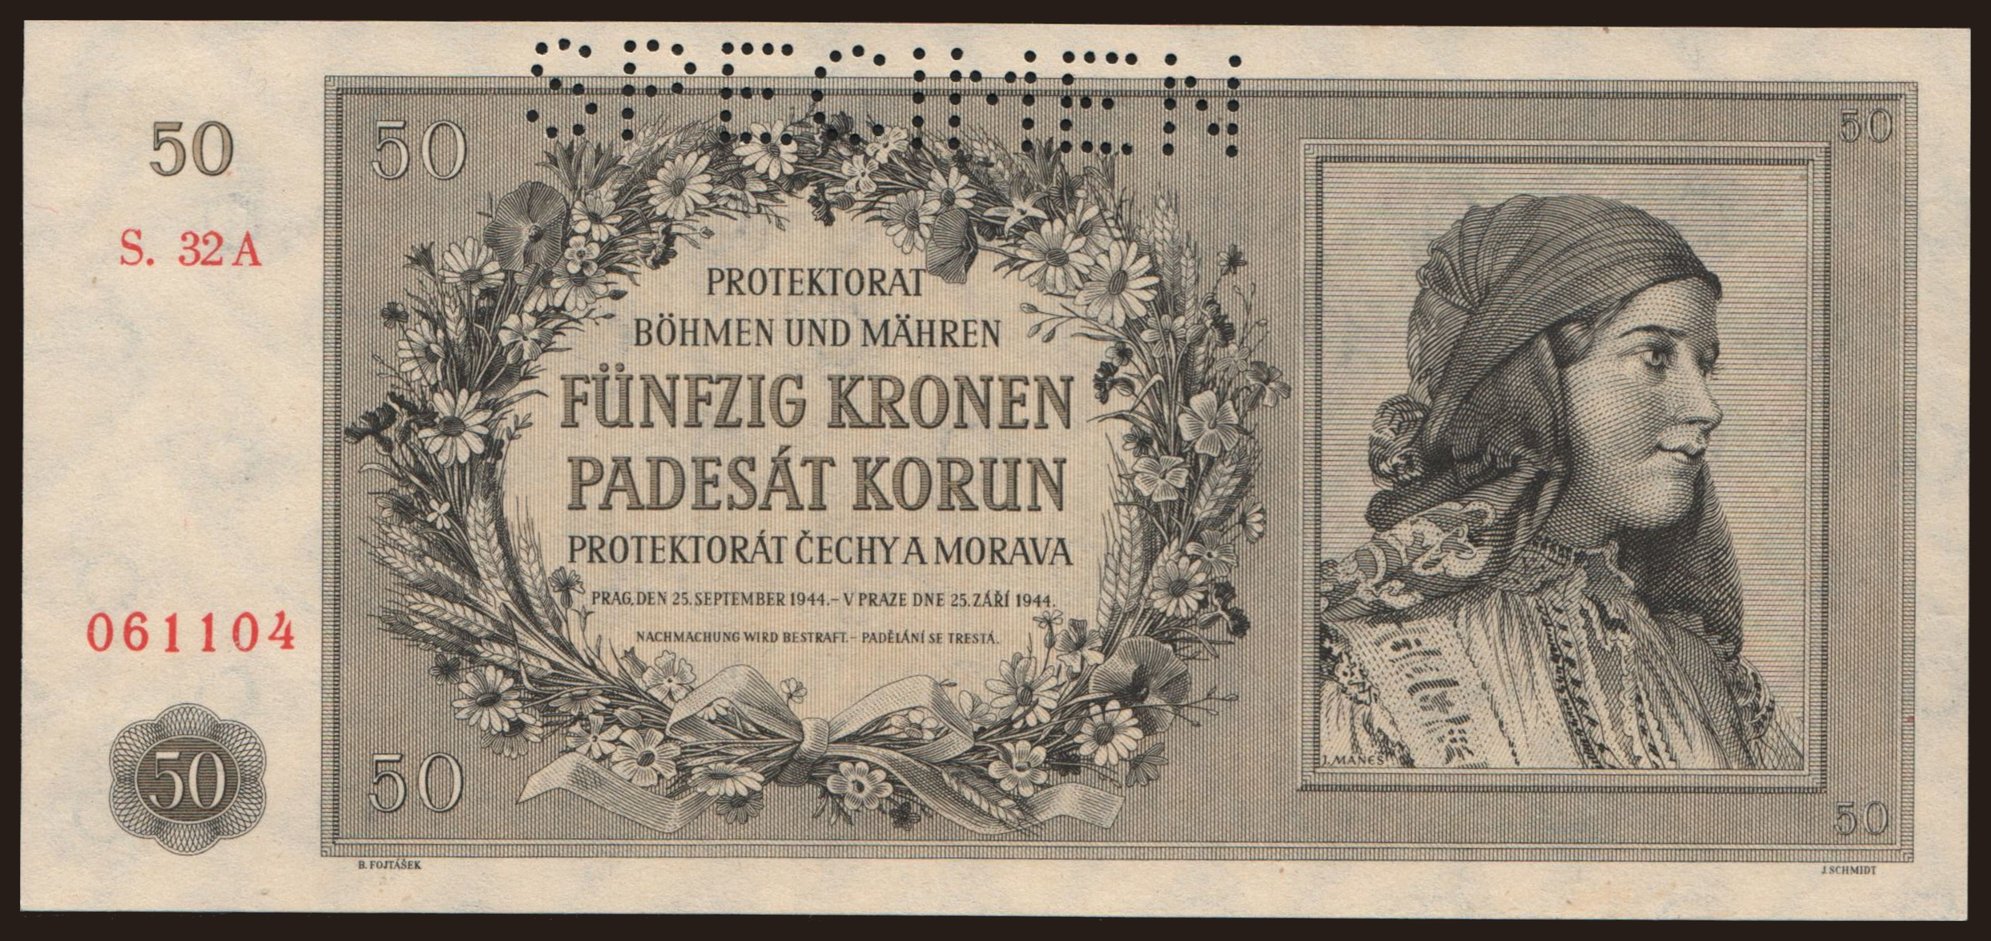 SPECIMEN
50
50
50
S. 32 A
PROTEKTORAT
BÖHMEN UND MÄHREN
FÜNFZIG KRONEN
PADESÁT KORUN
PROTEKTORÁT ČECHY A MORAVA
PRAG, DEN 25. SEPTEMBER 1944. – V PRAZE DNE 25. ZÁŘÍ 1944.
NACHMACHUNG WIRD BESTRAFT. – PADĚLÁNÍ SE TRESTÁ.
061104
J. MÁNES
50
50
50
B. FOJTÁŠEK
J. SCHMIDT